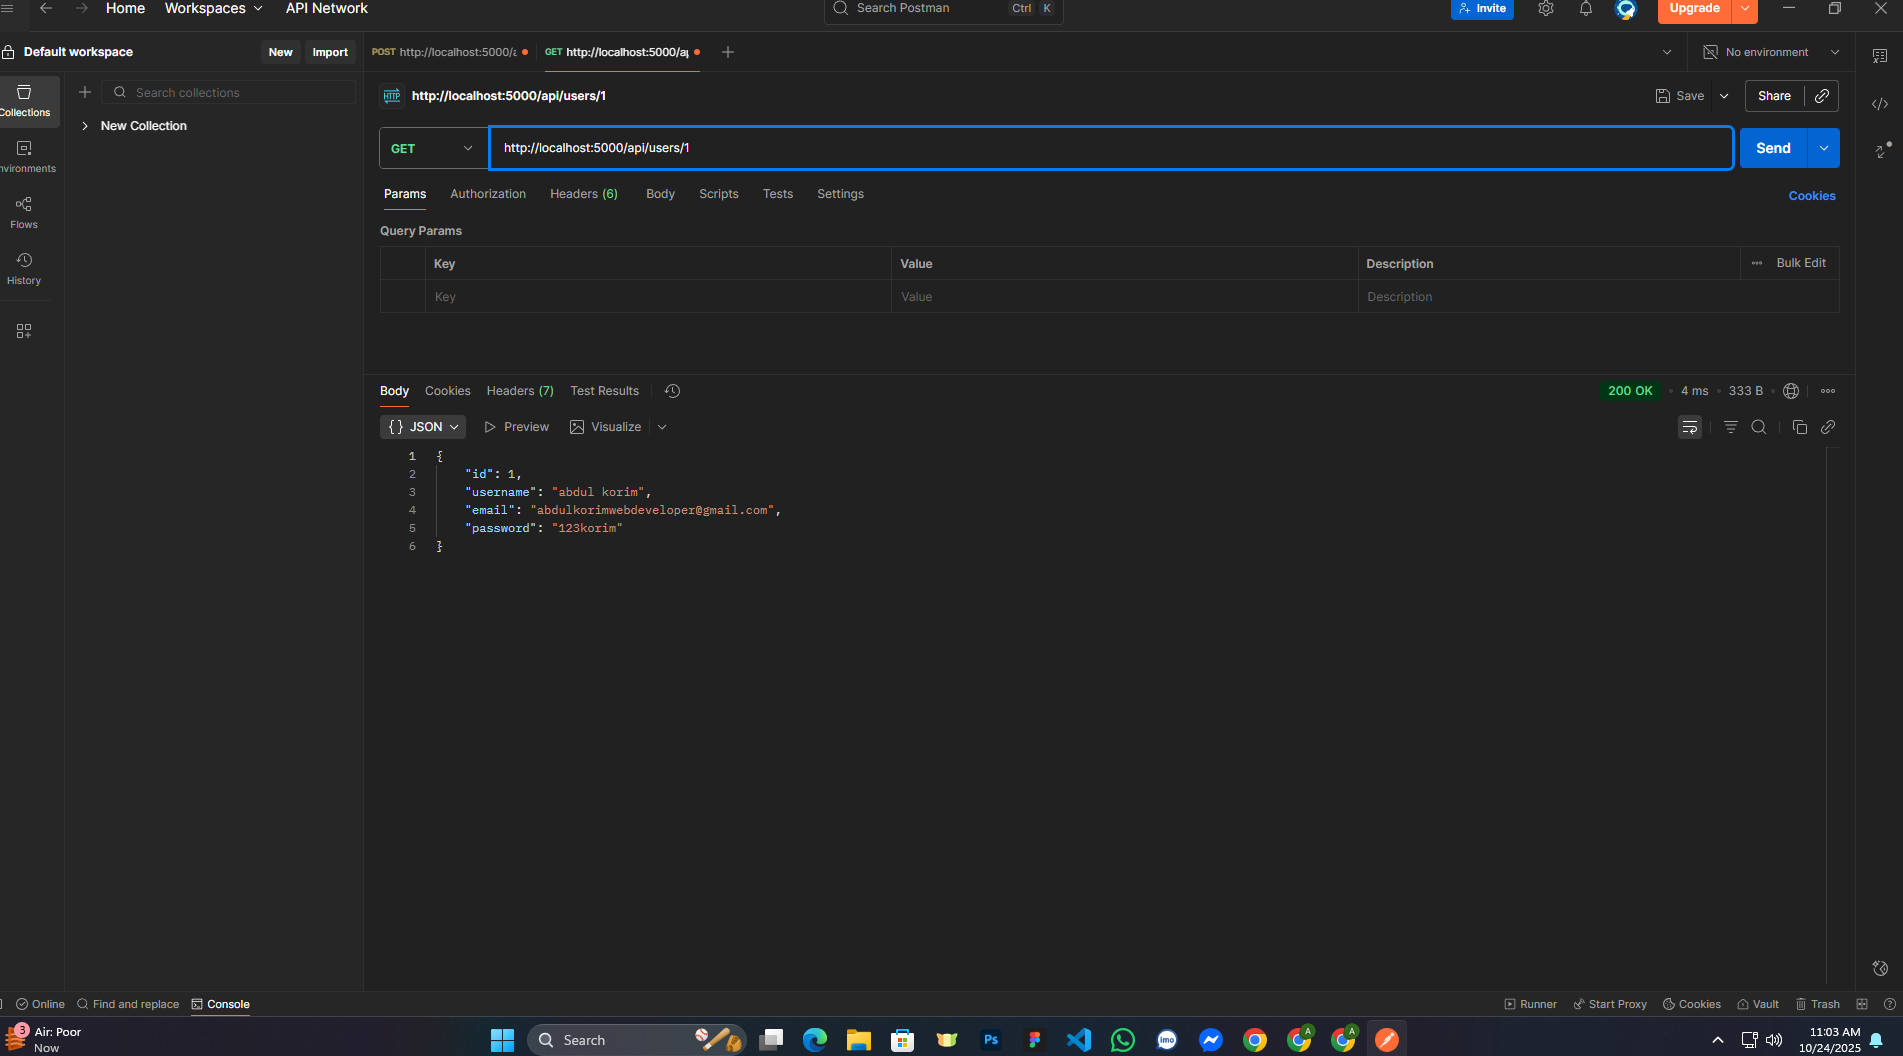 Home Workspaces API Network Search Postman Ctrl K Invite Upgrade
Default workspace New Import POST http://localhost:5000/a GET http://localhost:5000/ap No environment
Collections Search collections HTTP http://localhost:5000/api/users/1 Save Share
New Collection
nvironments GET http://localhost:5000/api/users/1 Send
Flows Params Authorization Headers (6) Body Scripts Tests Settings Cookies
History Query Params
Key Value Description Bulk Edit
Key Value Description
Body Cookies Headers (7) Test Results 200 OK 4 ms 333 B
{} JSON Preview Visualize
1 {
2 "id": 1,
3 "username": "abdul korim",
4 "email": "abdulkorimwebdeveloper@gmail.com",
5 "password": "123korim"
6 }
Online Find and replace Console Runner Start Proxy Cookies Vault Trash
3 Air: Poor
Now
Search Ps imo A A
11:03 AM
10/24/2025